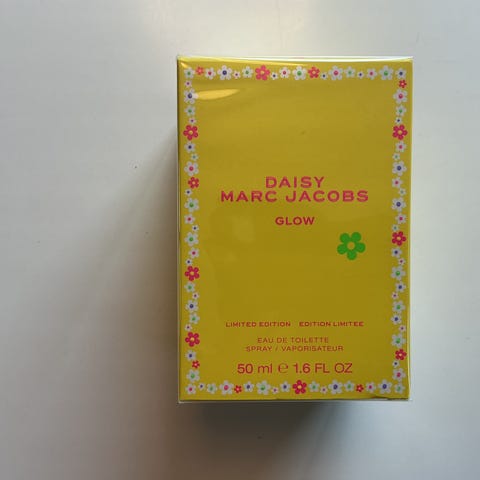 DAISY
MARC JACOBS
GLOW
LIMITED EDITION EDITION LIMITEE
EAU DE TOILETTE
SPRAY / VAPORISATEUR
50 ml ℮ 1.6 FL OZ